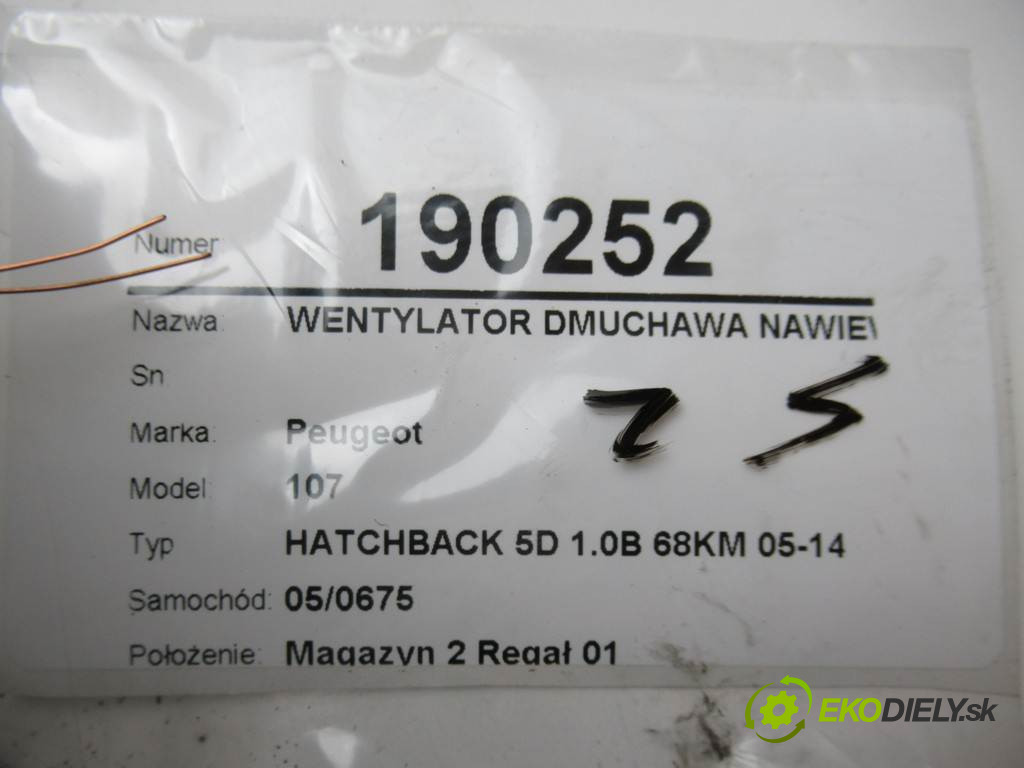 Numer 190252
Nazwa: WENTYLATOR DMUCHAWA NAWIEW
Sn
Marka: Peugeot
Model: 107
Typ HATCHBACK 5D 1.0B 68KM 05-14
Samochód: 05/0675
Położenie: Magazyn 2 Regał 01
EKODIELY.sk